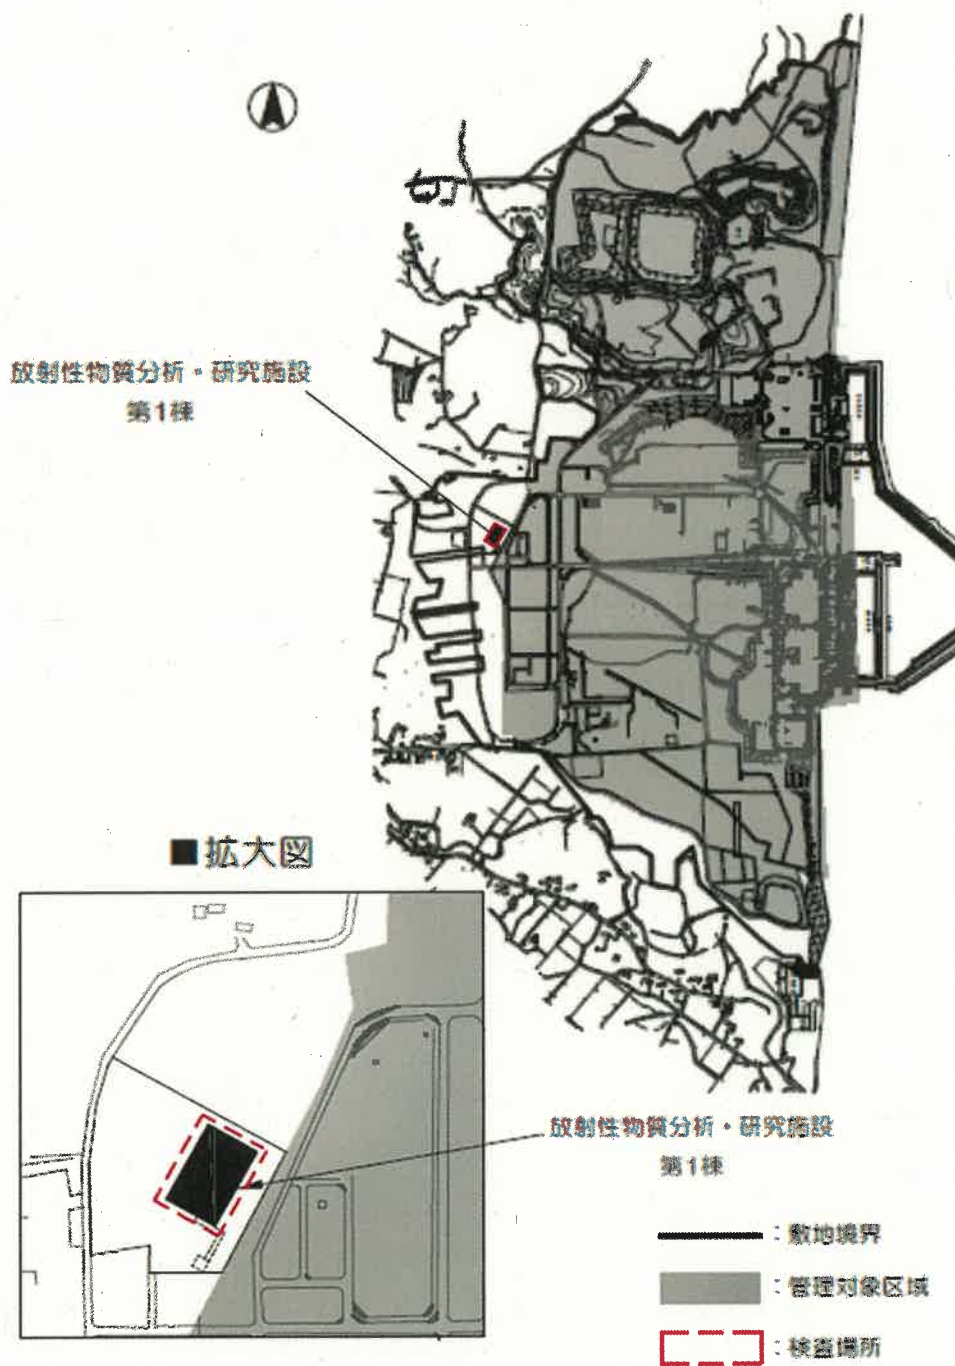 放射性物質分析・研究施設
第1棟
■拡大図
放射性物質分析・研究施設
第1棟
：敷地境界
：管理対象区域
：検査場所